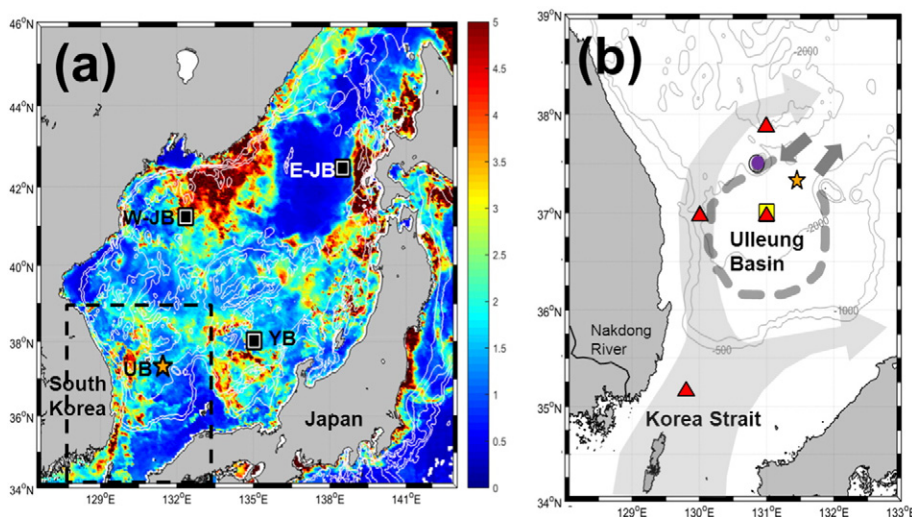 (a)
46°N
44°N
42°N
40°N
38°N
36°N
34°N
129°E
132°E
135°E
138°E
141°E
E-JB
W-JB
YB
UB
South
Korea
Japan
5
4.5
4
3.5
3
2.5
2
1.5
1
0.5
0
(b)
39°N
38°N
37°N
36°N
35°N
34°N
129°E
130°E
131°E
132°E
133°E
-2000
Ulleung
Basin
-2000
-1000
-500
Nakdong
River
Korea Strait